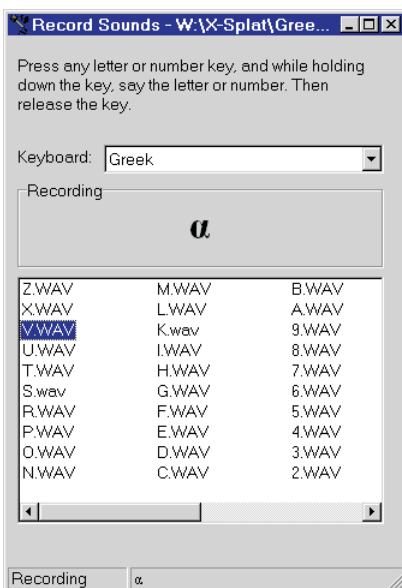 Record Sounds - W:\X-Splat\Gree...
Press any letter or number key, and while holding
down the key, say the letter or number. Then
release the key.
Keyboard: Greek
Recording
α
Z.WAV M.WAV B.WAV
X.WAV L.WAV A.WAV
V.WAV K.wav 9.WAV
U.WAV I.WAV 8.WAV
T.WAV H.WAV 7.WAV
S.wav G.WAV 6.WAV
R.WAV F.WAV 5.WAV
P.WAV E.WAV 4.WAV
O.WAV D.WAV 3.WAV
N.WAV C.WAV 2.WAV
Recording α